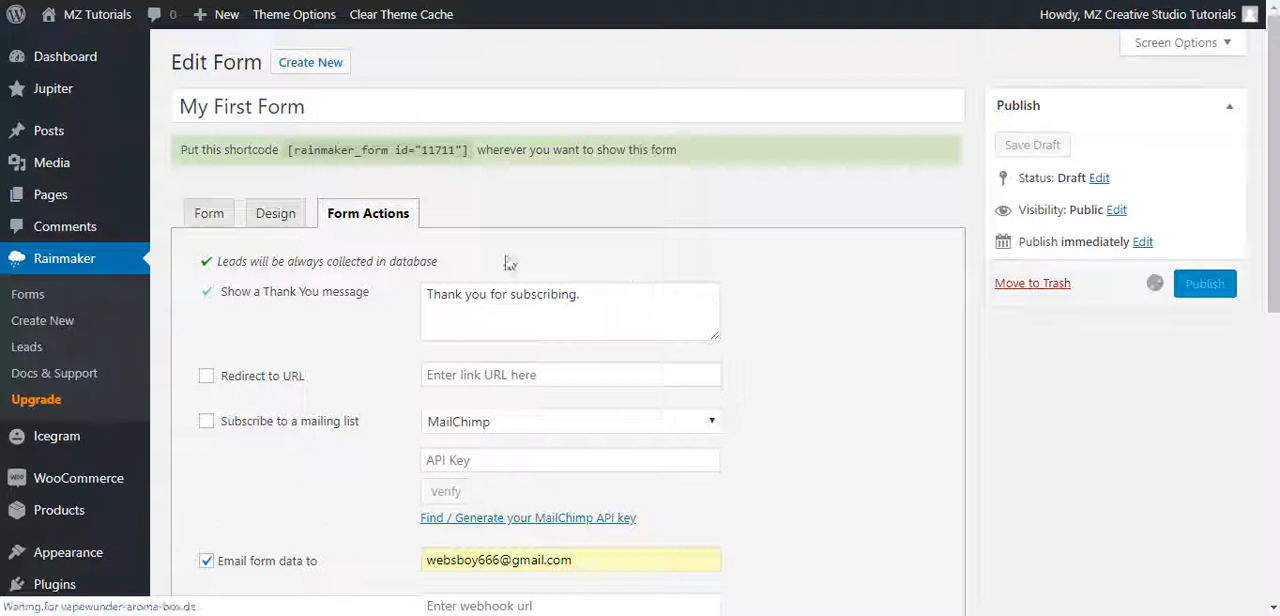 MZ Tutorials 0 New Theme Options Clear Theme Cache Howdy, MZ Creative Studio Tutorials
Screen Options
Dashboard
Jupiter
Posts
Media
Pages
Comments
Rainmaker
Forms
Create New
Leads
Docs & Support
Upgrade
Icegram
WooCommerce
Products
Appearance
Plugins
Edit Form Create New
My First Form
Put this shortcode [rainmaker_form id="11711"] wherever you want to show this form
Form Design Form Actions
Leads will be always collected in database
Show a Thank You message Thank you for subscribing.
Redirect to URL Enter link URL here
Subscribe to a mailing list MailChimp
API Key
Verify
Find / Generate your MailChimp API key
Email form data to websboy666@gmail.com
Enter webhook url
Publish
Save Draft
Status: Draft Edit
Visibility: Public Edit
Publish immediately Edit
Move to Trash Publish
Waiting for vapewunder-aroma-box.de...